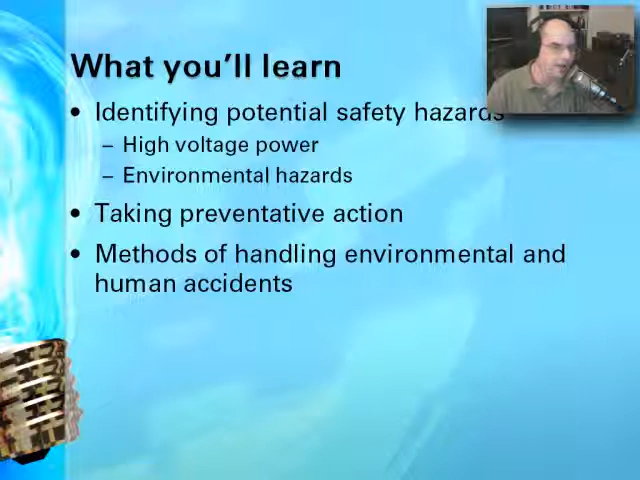 What you'll learn
• Identifying potential safety hazards
– High voltage power
– Environmental hazards
• Taking preventative action
• Methods of handling environmental and
human accidents